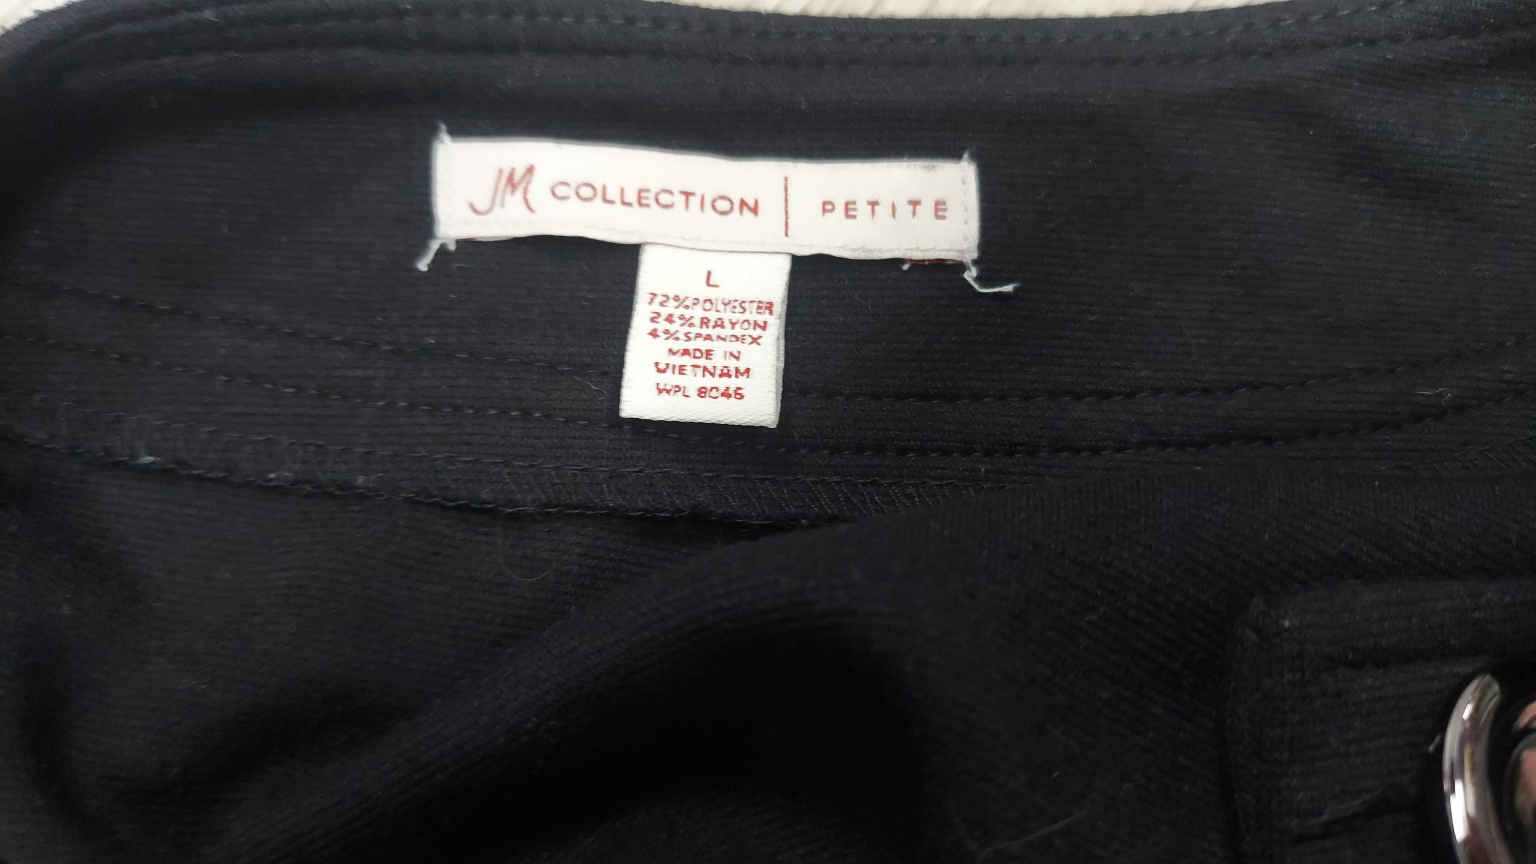 JM COLLECTION | PETITE
L
72%POLYESTER
24%RAYON
4%SPANDEX
MADE IN
VIETNAM
WPL 8046